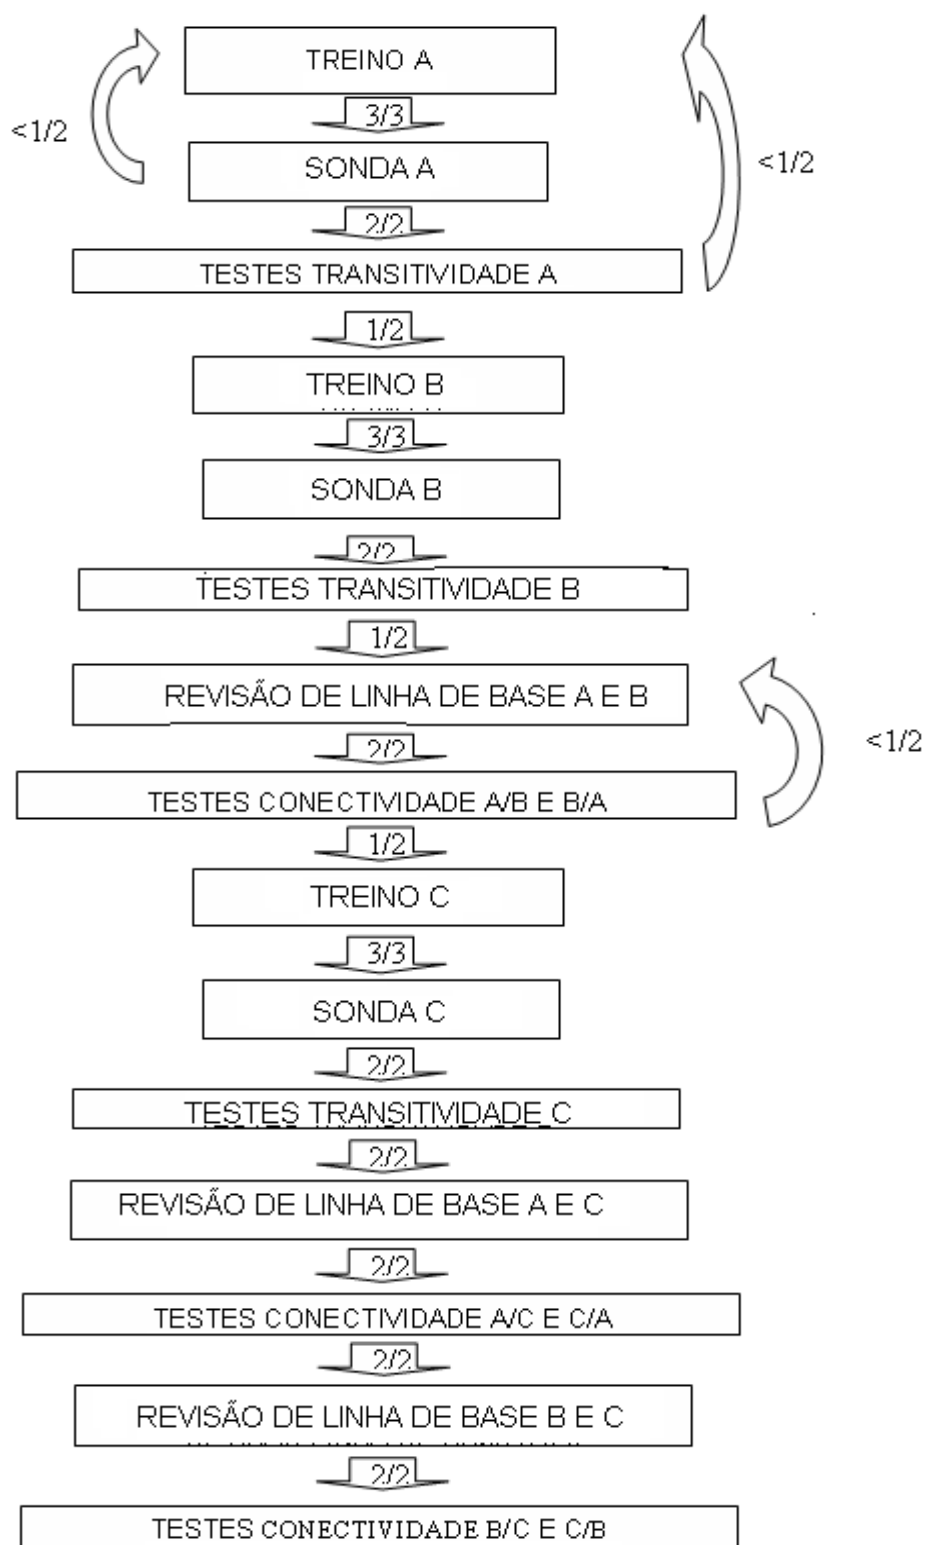 TREINO A
3/3
<1/2
SONDA A
<1/2
2/2
TESTES TRANSITIVIDADE A
1/2
TREINO B
3/3
SONDA B
2/2
TESTES TRANSITIVIDADE B
1/2
REVISÃO DE LINHA DE BASE A E B
2/2
<1/2
TESTES CONECTIVIDADE A/B E B/A
1/2
TREINO C
3/3
SONDA C
2/2
TESTES TRANSITIVIDADE C
2/2
REVISÃO DE LINHA DE BASE A E C
2/2
TESTES CONECTIVIDADE A/C E C/A
2/2
REVISÃO DE LINHA DE BASE B E C
2/2
TESTES CONECTIVIDADE B/C E C/B